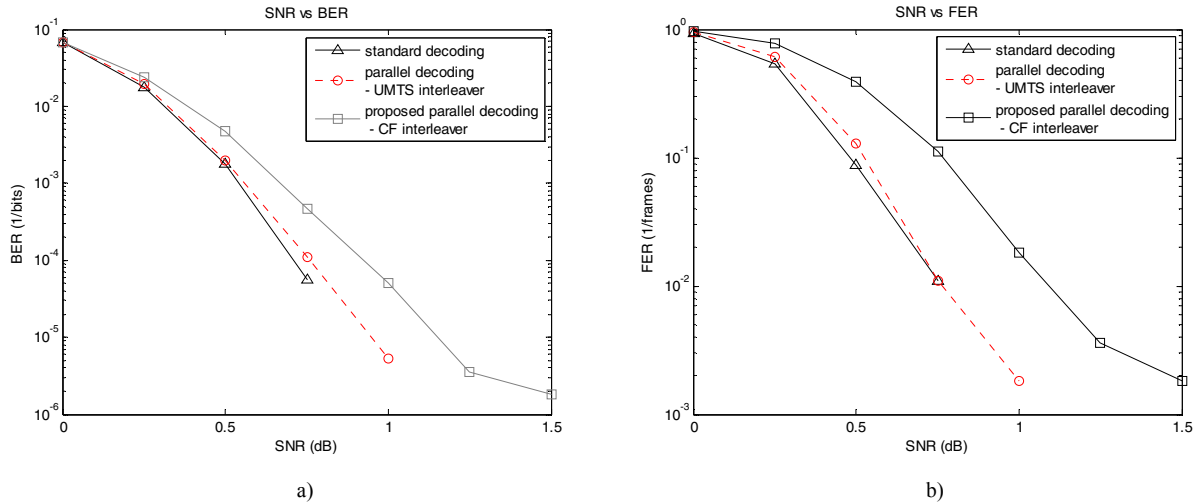 SNR vs BER
10^-1
10^-2
10^-3
10^-4
10^-5
10^-6
BER (1/bits)
0
0.5
1
1.5
SNR (dB)
standard decoding
parallel decoding
- UMTS interleaver
proposed parallel decoding
- CF interleaver
a)
SNR vs FER
10^0
10^-1
10^-2
10^-3
FER (1/frames)
0
0.5
1
1.5
SNR (dB)
standard decoding
parallel decoding
- UMTS interleaver
proposed parallel decoding
- CF interleaver
b)